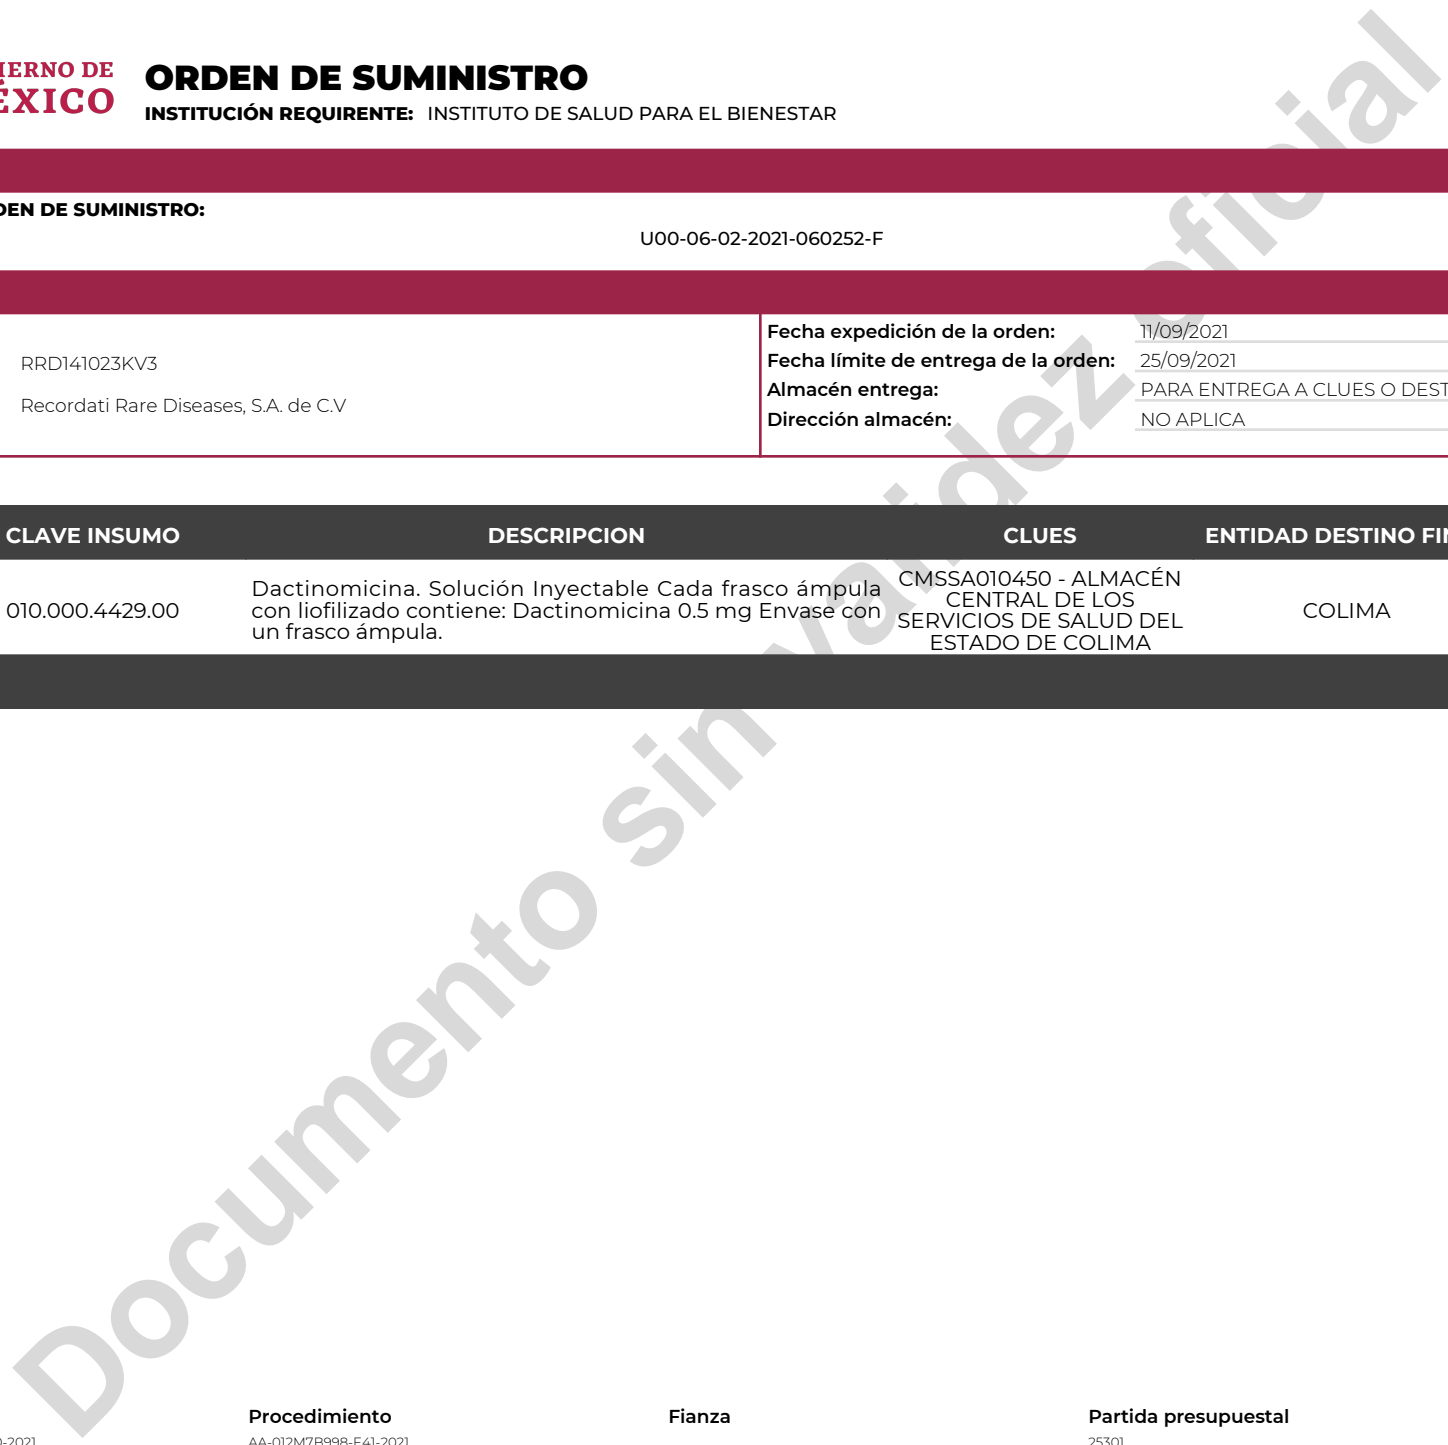 ORDEN DE SUMINISTRO
INSTITUCIÓN REQUIRENTE: INSTITUTO DE SALUD PARA EL BIENESTAR
DE
XICO
DE SUMINISTRO:
U00-06-02-2021-060252-F
RRD141023KV3
Recordati Rare Diseases, S.A. de C.V
Fecha expedición de la orden: 11/09/2021
Fecha límite de entrega de la orden: 25/09/2021
Almacén entrega: PARA ENTREGA A CLUES O DEST
Dirección almacén: NO APLICA
CLAVE INSUMO DESCRIPCION CLUES ENTIDAD DESTINO FIN
010.000.4429.00
Dactinomicina. Solución Inyectable Cada frasco ámpula
con liofilizado contiene: Dactinomicina 0.5 mg Envase con
un frasco ámpula.
CMSSA010450 - ALMACÉN
CENTRAL DE LOS
SERVICIOS DE SALUD DEL
ESTADO DE COLIMA
COLIMA
Documento sin validez oficial
Procedimiento Fianza Partida presupuestal
-2021 AA-012M7B998-E41-2021 25301